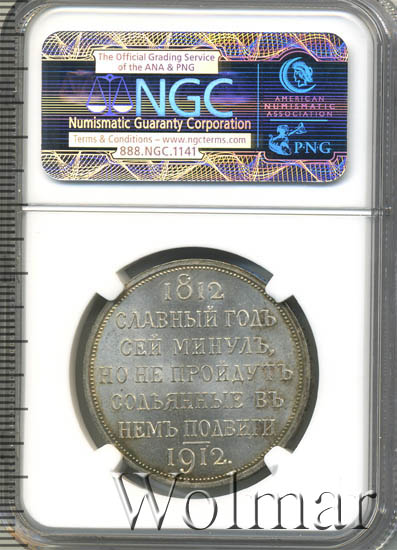 The Official Grading Service
of the ANA & PNG
NGC
Numismatic Guaranty Corporation
Terms & Conditions – www.ngcterms.com
888.NGC.1141
AMERICAN
NUMISMATIC
ASSOCIATION
P·N·G
1812
СЛАВНЫЙ ГОДЪ
СЕЙ МИНУЛЪ,
НО НЕ ПРОЙДУТЪ
СОДѢЯННЫЕ ВЪ
НЕМЪ ПОДВИГИ
1912.
Wolmar